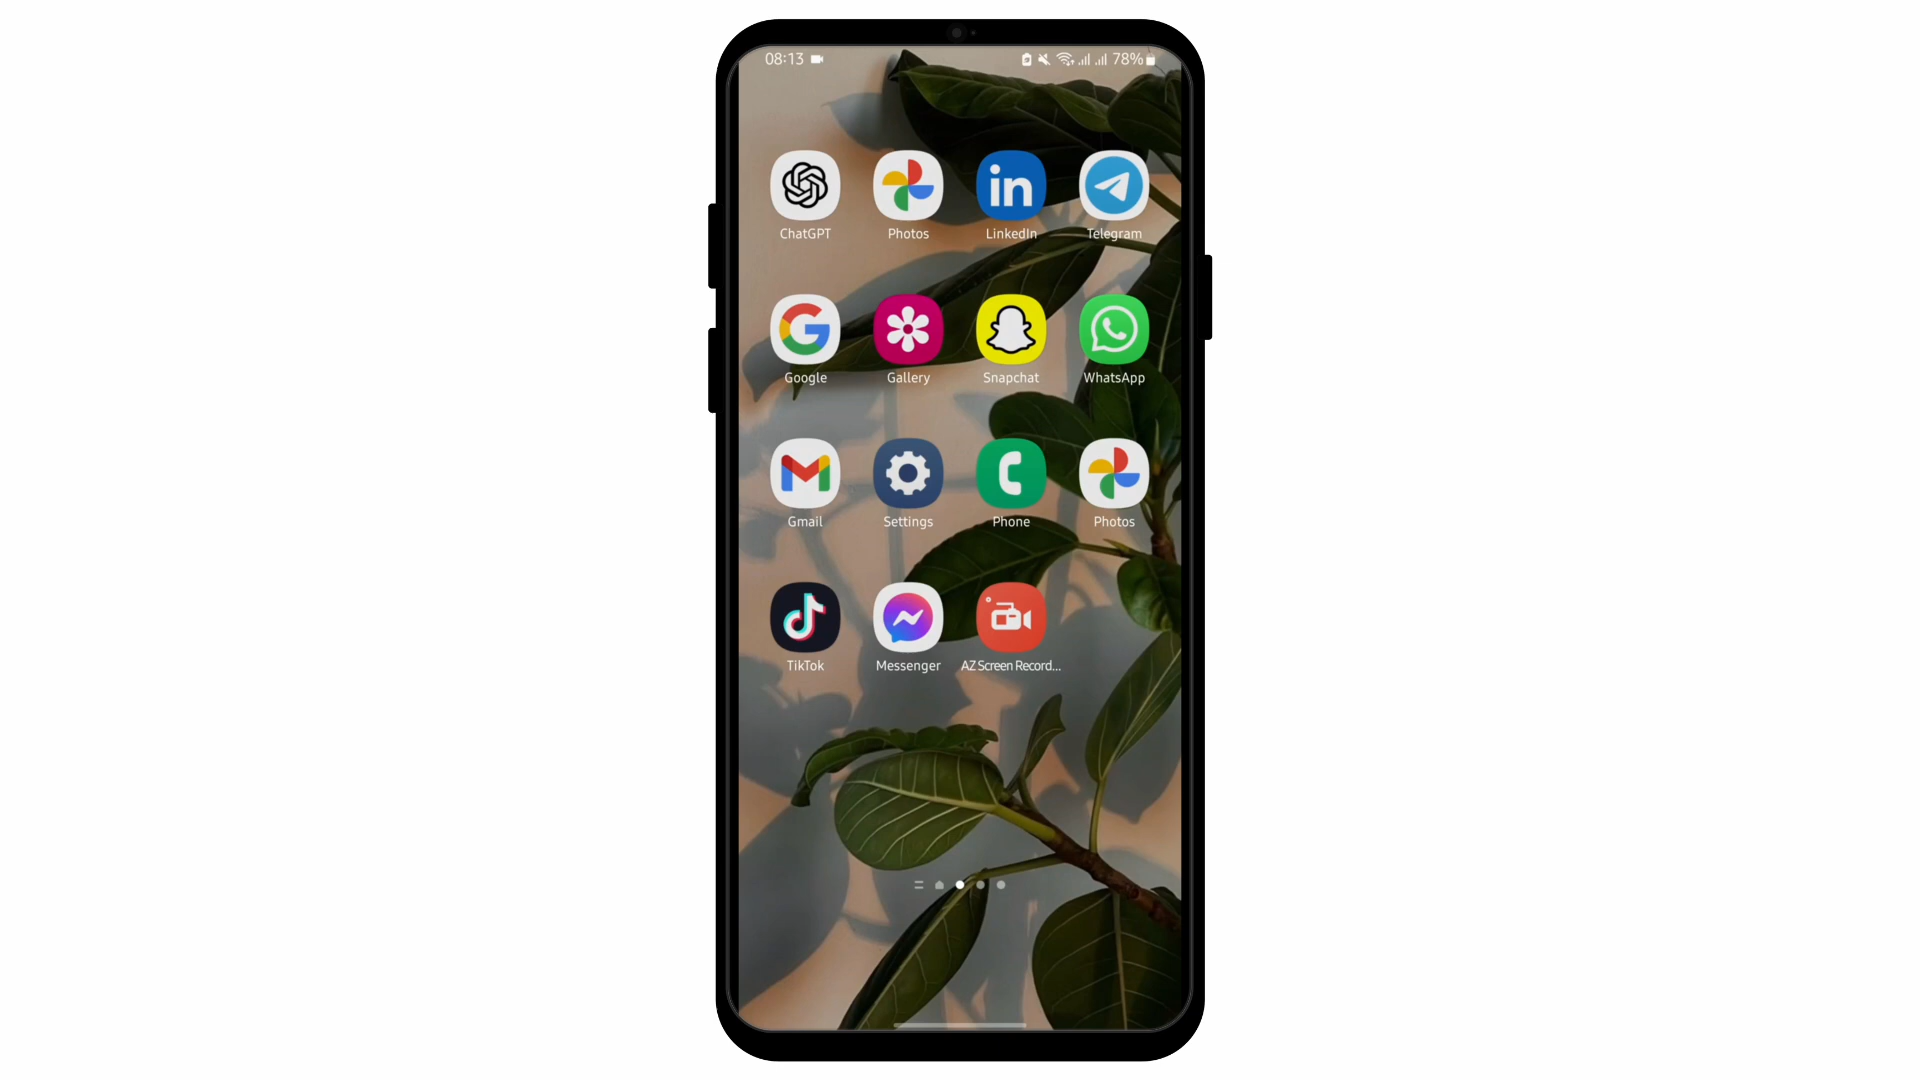 08:13 78%
ChatGPT Photos LinkedIn Telegram
Google Gallery Snapchat WhatsApp
Gmail Settings Phone Photos
TikTok Messenger AZ Screen Record...